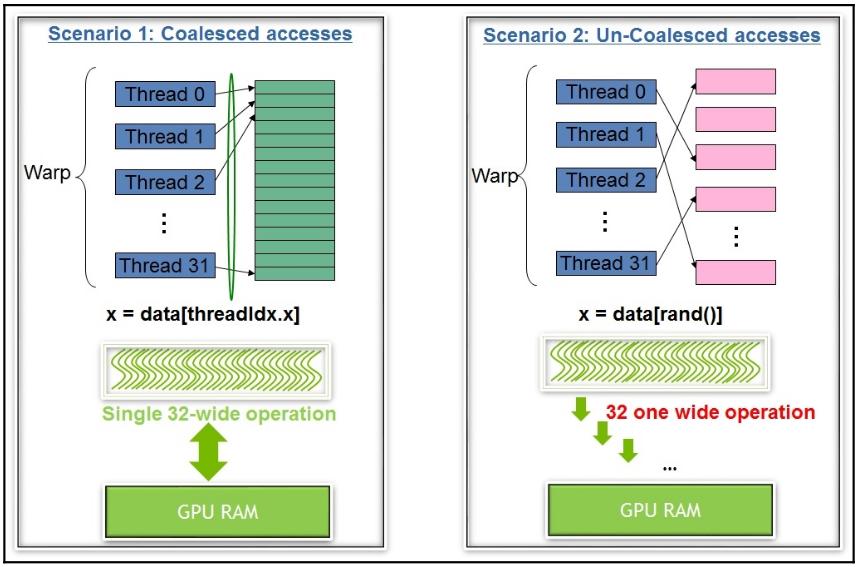 Scenario 1: Coalesced accesses
Warp
Thread 0
Thread 1
Thread 2
Thread 31
x = data[threadIdx.x]
Single 32-wide operation
GPU RAM
Scenario 2: Un-Coalesced accesses
Warp
Thread 0
Thread 1
Thread 2
Thread 31
x = data[rand()]
32 one wide operation
...
GPU RAM